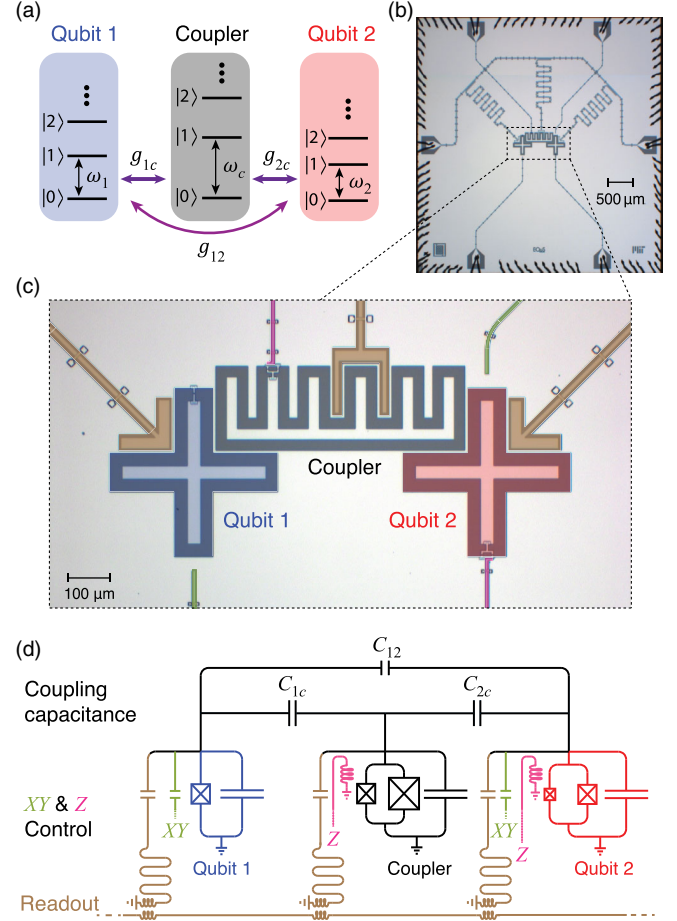 (a)
Qubit 1
Coupler
Qubit 2
|2⟩
|1⟩
|0⟩
ω1
g1c
|2⟩
|1⟩
|0⟩
ωc
g2c
|2⟩
|1⟩
|0⟩
ω2
g12
(b)
500 µm
(c)
Coupler
Qubit 1
Qubit 2
100 µm
(d)
C12
Coupling
capacitance
C1c
C2c
XY & Z
Control
XY
Z
XY
Z
Qubit 1
Coupler
Qubit 2
Readout